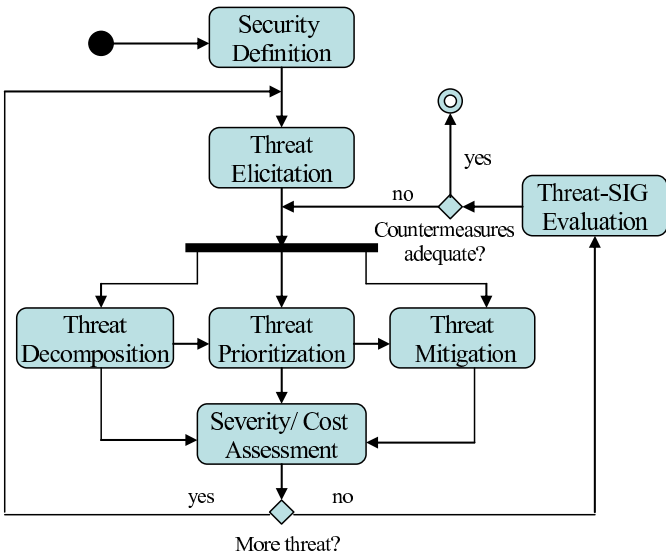 Security
Definition
Threat
Elicitation
yes
no
Threat-SIG
Evaluation
Countermeasures
adequate?
Threat
Decomposition
Threat
Prioritization
Threat
Mitigation
Severity/ Cost
Assessment
yes
no
More threat?